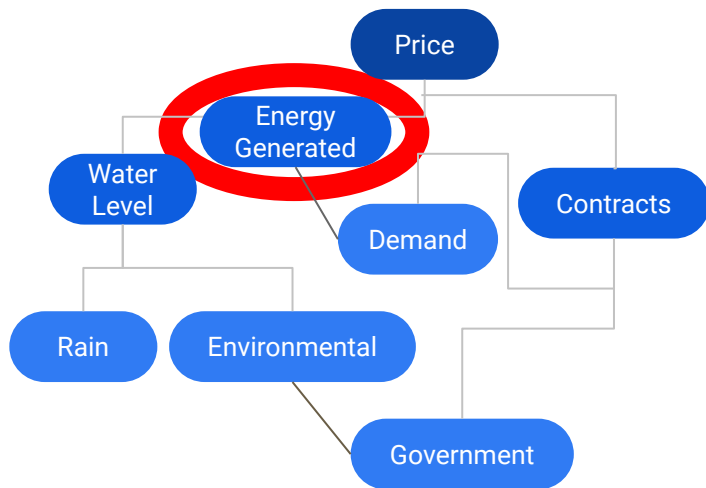 Price
Energy
Generated
Water
Level
Contracts
Demand
Rain
Environmental
Government